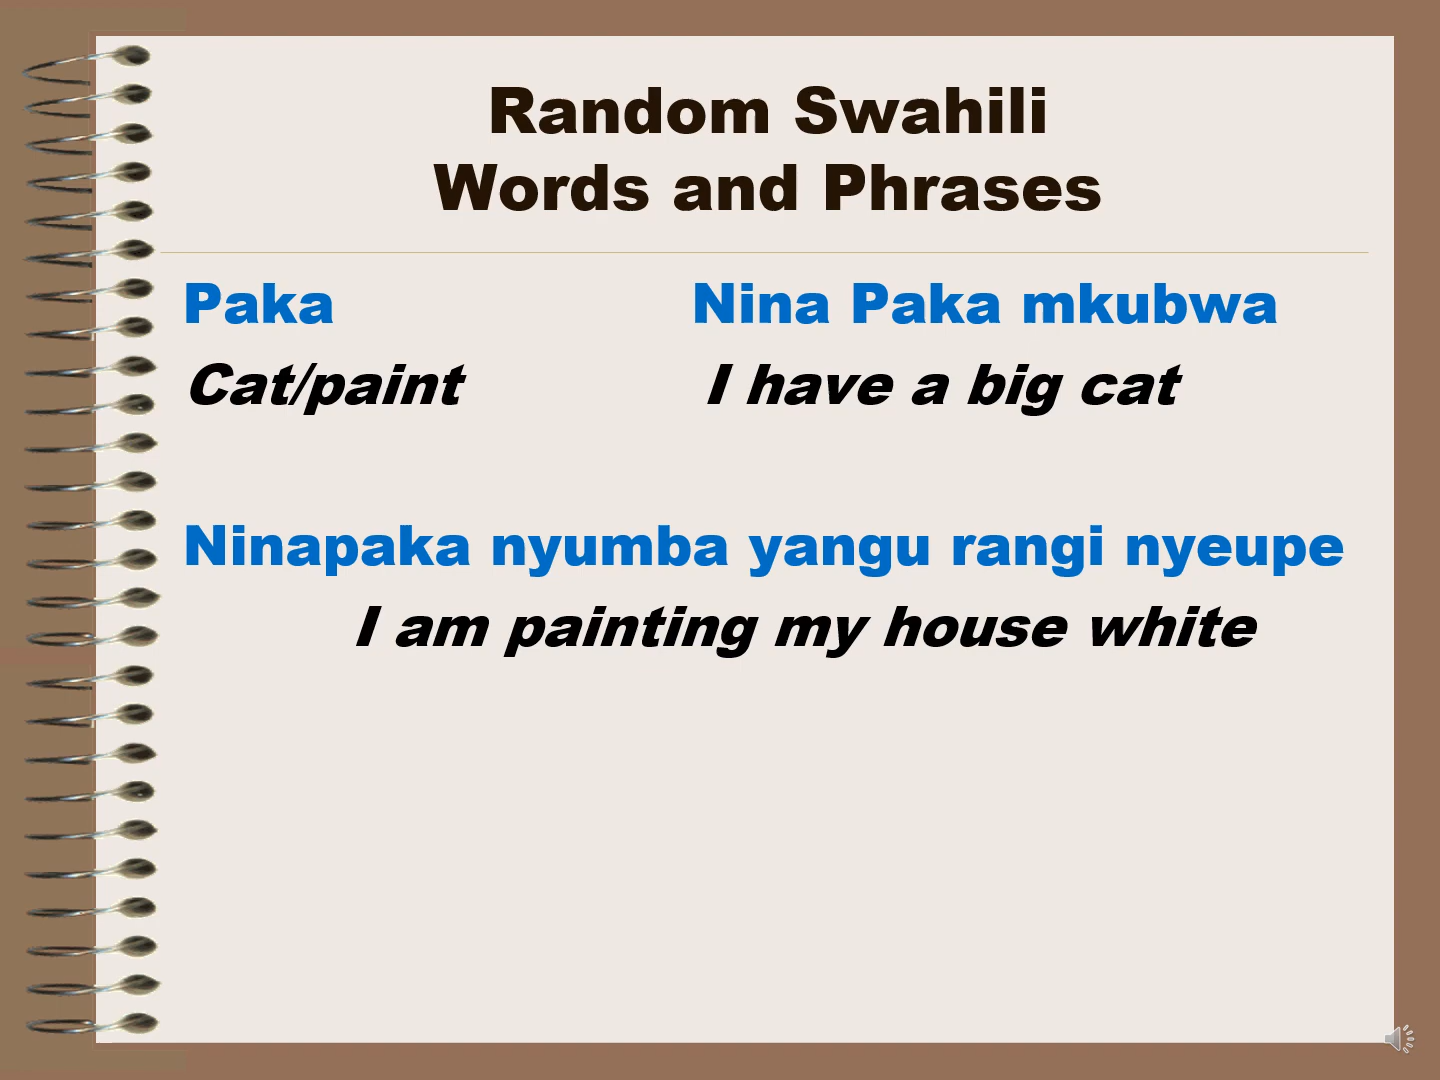 Random Swahili
Words and Phrases
Paka Nina Paka mkubwa
Cat/paint I have a big cat
Ninapaka nyumba yangu rangi nyeupe
I am painting my house white